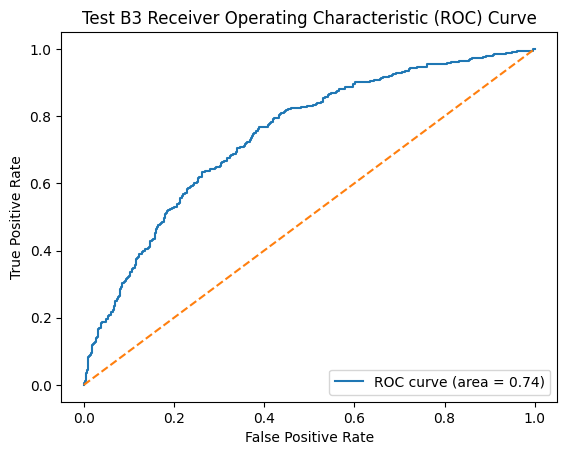 Test B3 Receiver Operating Characteristic (ROC) Curve
True Positive Rate
1.0
0.8
0.6
0.4
0.2
0.0
0.0 0.2 0.4 0.6 0.8 1.0
False Positive Rate
ROC curve (area = 0.74)